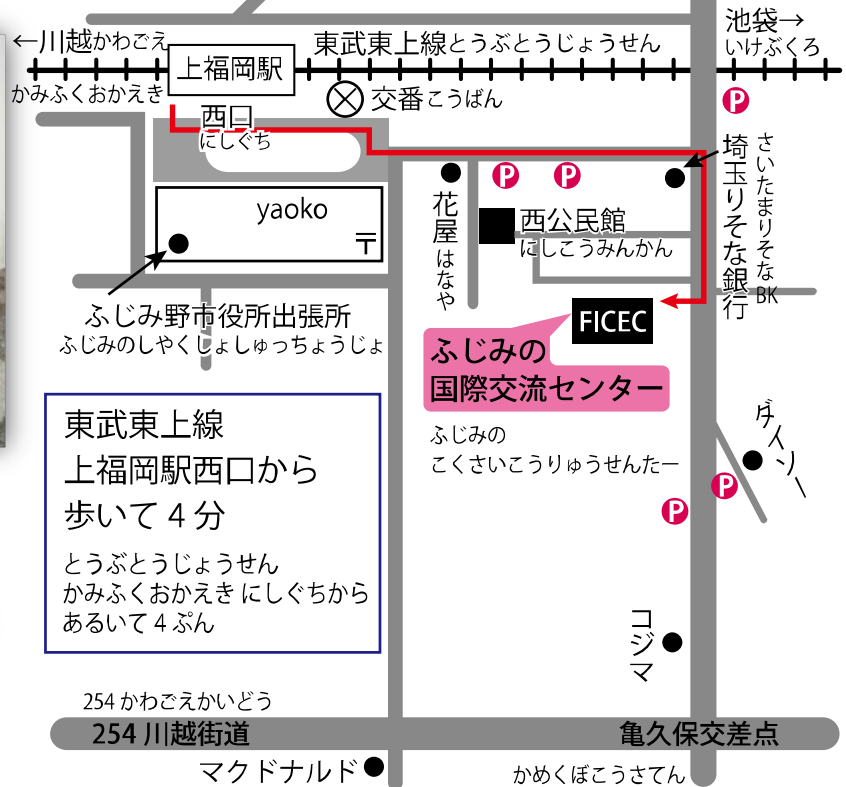 池袋→
いけぶくろ
←川越かわごえ
東武東上線とうぶとうじょうせん
上福岡駅
かみふくおかえき
交番こうばん
西口
にしぐち
P
P
P
埼玉りそな銀行
さいたまりそなBK
花屋はなや
西公民館
にしこうみんかん
yaoko
〒
ふじみ野市役所出張所
ふじみのしやくしょしゅっちょうじょ
FICEC
ふじみの
国際交流センター
ふじみの
こくさいこうりゅうせんたー
東武東上線
上福岡駅西口から
歩いて4分
とうぶとうじょうせん
かみふくおかえき にしぐちから
あるいて4ぷん
ダイソー
P
P
コジマ
254 かわごえかいどう
254 川越街道
亀久保交差点
かめくぼこうさてん
マクドナルド